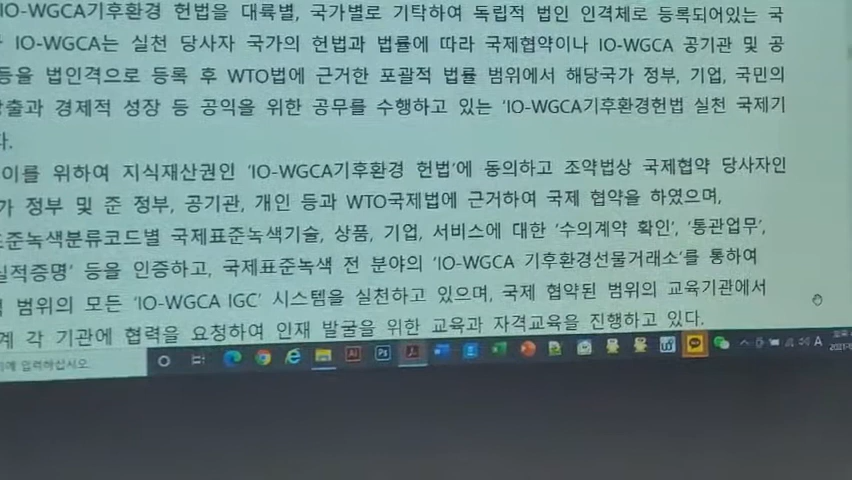 IO-WGCA기후환경 헌법을 대륙별, 국가별로 기탁하여 독립적 법인 인격체로 등록되어있는 국
IO-WGCA는 실천 당사자 국가의 헌법과 법률에 따라 국제협약이나 IO-WGCA 공기관 및 공
등을 법인격으로 등록 후 WTO법에 근거한 포괄적 법률 범위에서 해당국가 정부, 기업, 국민의
창출과 경제적 성장 등 공익을 위한 공무를 수행하고 있는 'IO-WGCA기후환경헌법 실천 국제기
다.
이를 위하여 지식재산권인 'IO-WGCA기후환경 헌법'에 동의하고 조약법상 국제협약 당사자인
가 정부 및 준 정부, 공기관, 개인 등과 WTO국제법에 근거하여 국제 협약을 하였으며,
표준녹색분류코드별 국제표준녹색기술, 상품, 기업, 서비스에 대한 '수의계약 확인', '통관업무',
실적증명' 등을 인증하고, 국제표준녹색 전 분야의 'IO-WGCA 기후환경선물거래소'를 통하여
범위의 모든 'IO-WGCA IGC' 시스템을 실천하고 있으며, 국제 협약된 범위의 교육기관에서
계 각 기관에 협력을 요청하여 인재 발굴을 위한 교육과 자격교육을 진행하고 있다.
에 입력하십시오
Ai
Ps
A